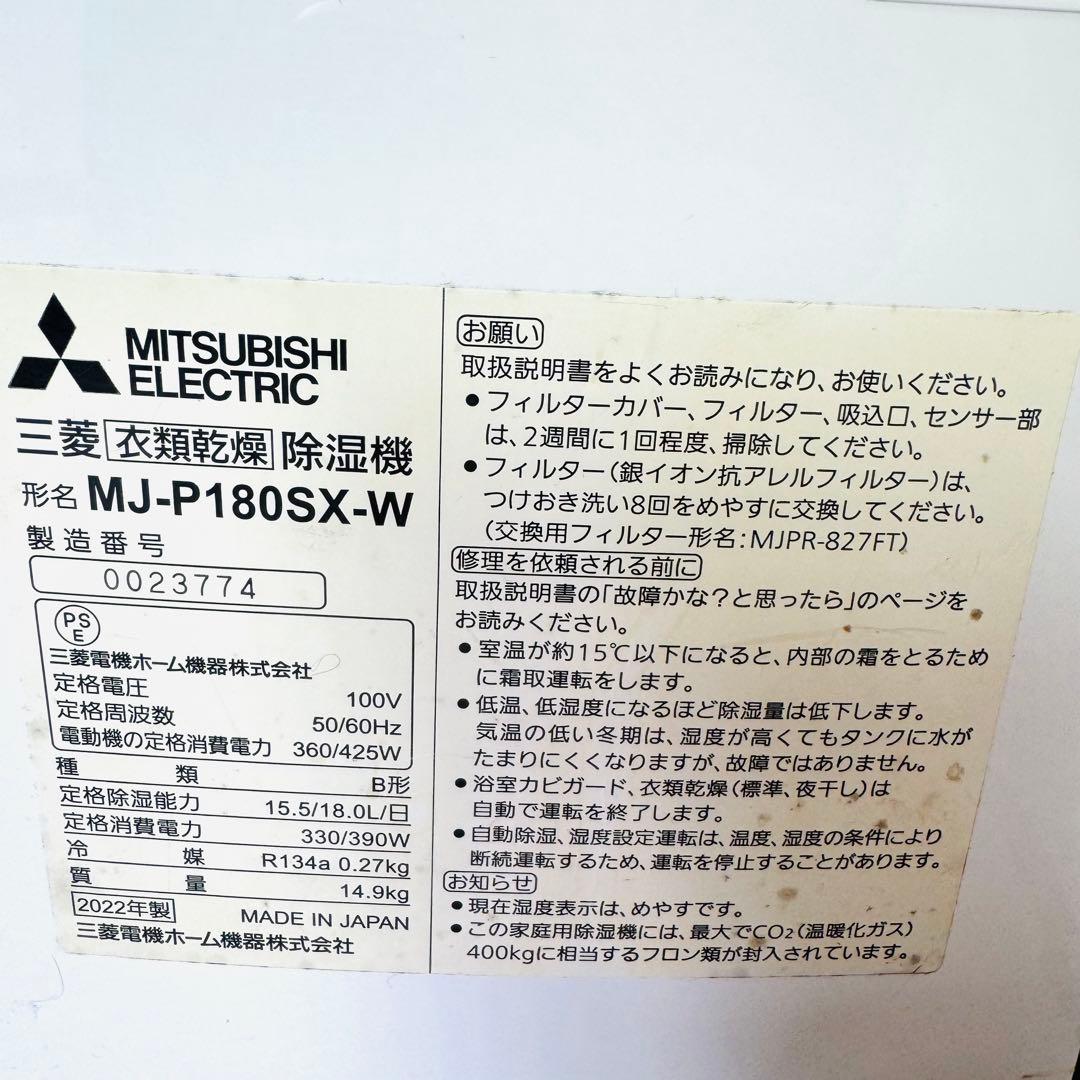 MITSUBISHI
ELECTRIC
三菱 衣類乾燥 除湿機
形名 MJ-P180SX-W
製造番号
0023774
PS
E
三菱電機ホーム機器株式会社
定格電圧 100V
定格周波数 50/60Hz
電動機の定格消費電力 360/425W
種類 B形
定格除湿能力 15.5/18.0L/日
定格消費電力 330/390W
冷媒 R134a 0.27kg
質量 14.9kg
2022年製 MADE IN JAPAN
三菱電機ホーム機器株式会社
お願い
取扱説明書をよくお読みになり、お使いください。
●フィルターカバー、フィルター、吸込口、センサー部
は、2週間に1回程度、掃除してください。
●フィルター(銀イオン抗アレルフィルター)は、
つけおき洗い8回をめやすに交換してください。
(交換用フィルター形名:MJPR-827FT)
修理を依頼される前に
取扱説明書の「故障かな?と思ったら」のページを
お読みください。
●室温が約15℃以下になると、内部の霜をとるため
に霜取運転をします。
●低温、低湿度になるほど除湿量は低下します。
気温の低い冬期は、湿度が高くてもタンクに水が
たまりにくくなりますが、故障ではありません。
●浴室カビガード、衣類乾燥(標準、夜干し)は
自動で運転を終了します。
●自動除湿、湿度設定運転は、温度、湿度の条件により
断続運転するため、運転を停止することがあります。
お知らせ
●現在湿度表示は、めやすです。
●この家庭用除湿機には、最大でCO₂(温暖化ガス)
400kgに相当するフロン類が封入されています。